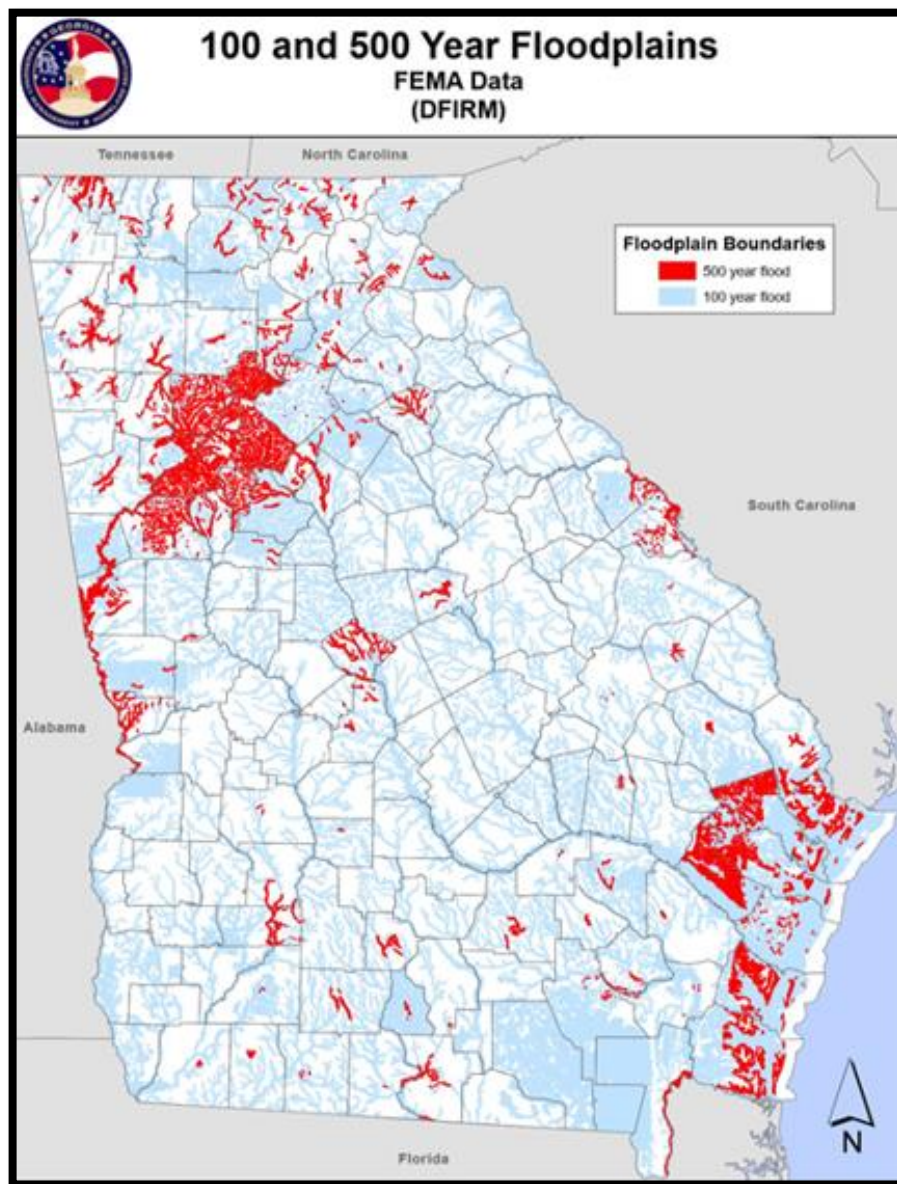 GEORGIA
100 and 500 Year Floodplains
FEMA Data
(DFIRM)
Tennessee
North Carolina
Floodplain Boundaries
500 year flood
100 year flood
South Carolina
Alabama
Florida
N